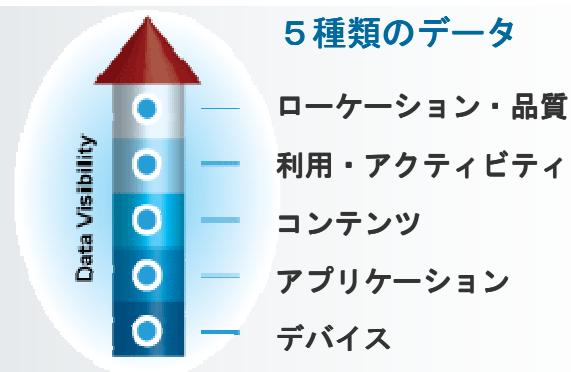 ５種類のデータ
ローケーション・品質
利用・アクティビティ
コンテンツ
アプリケーション
デバイス
Data Visibility